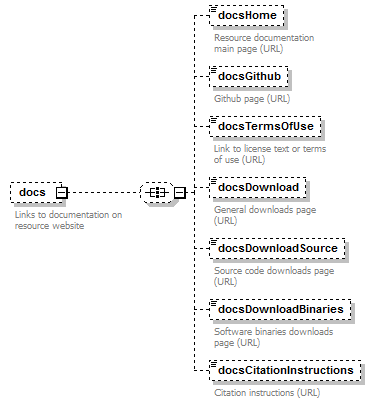 docsHome
Resource documentation
main page (URL)
docsGithub
Github page (URL)
docsTermsOfUse
Link to license text or terms
of use (URL)
docs
Links to documentation on
resource website
docsDownload
General downloads page
(URL)
docsDownloadSource
Source code downloads page
(URL)
docsDownloadBinaries
Software binaries downloads
page (URL)
docsCitationInstructions
Citation instructions (URL)